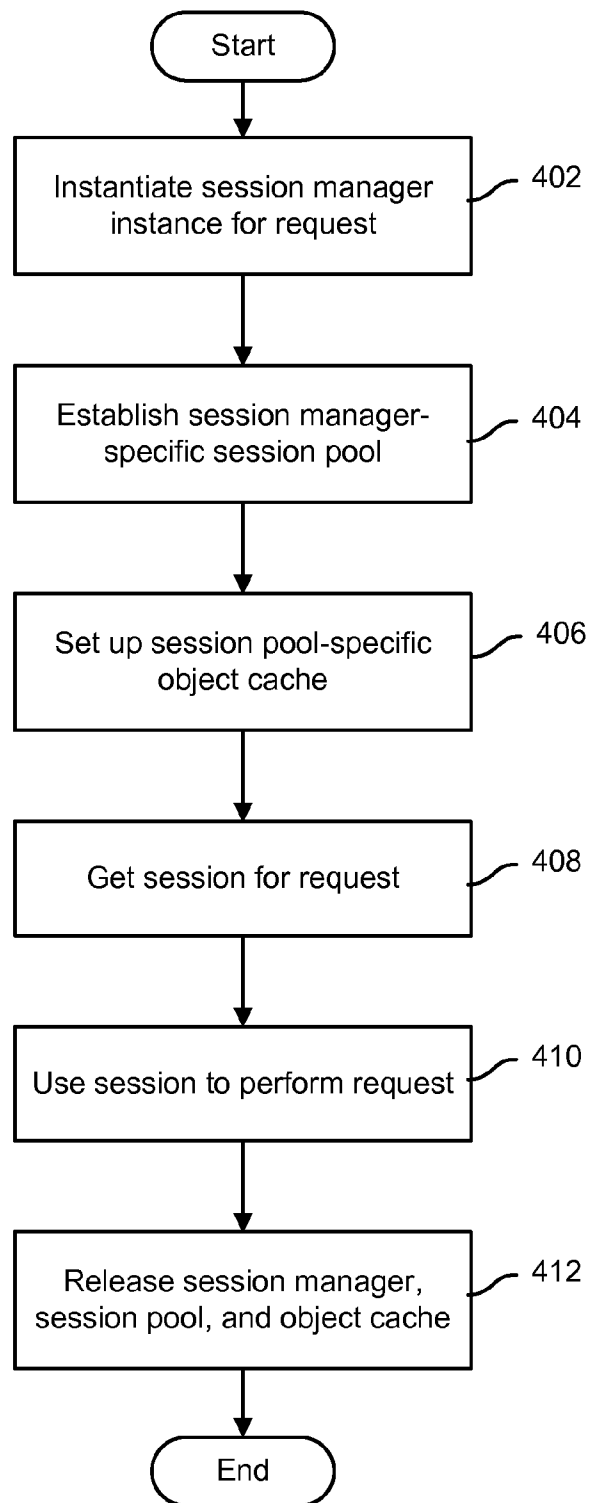 Start
Instantiate session manager
instance for request
402
Establish session manager-
specific session pool
404
Set up session pool-specific
object cache
406
Get session for request
408
Use session to perform request
410
Release session manager,
session pool, and object cache
412
End